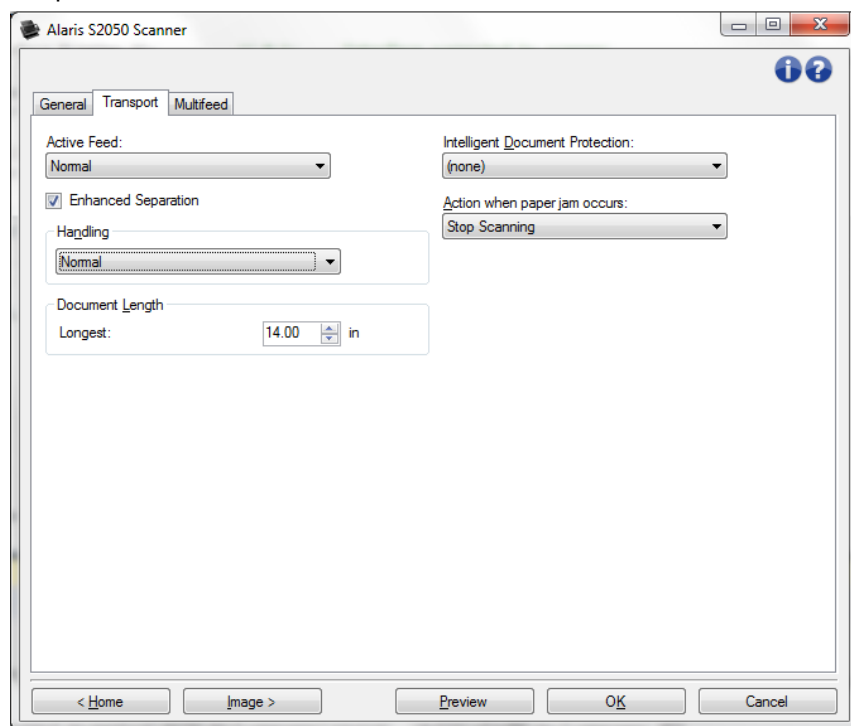 Alaris S2050 Scanner
General Transport Multifeed
Active Feed:
Normal
Enhanced Separation
Handling
Normal
Document Length
Longest: 14.00 in
Intelligent Document Protection:
(none)
Action when paper jam occurs:
Stop Scanning
< Home Image > Preview OK Cancel